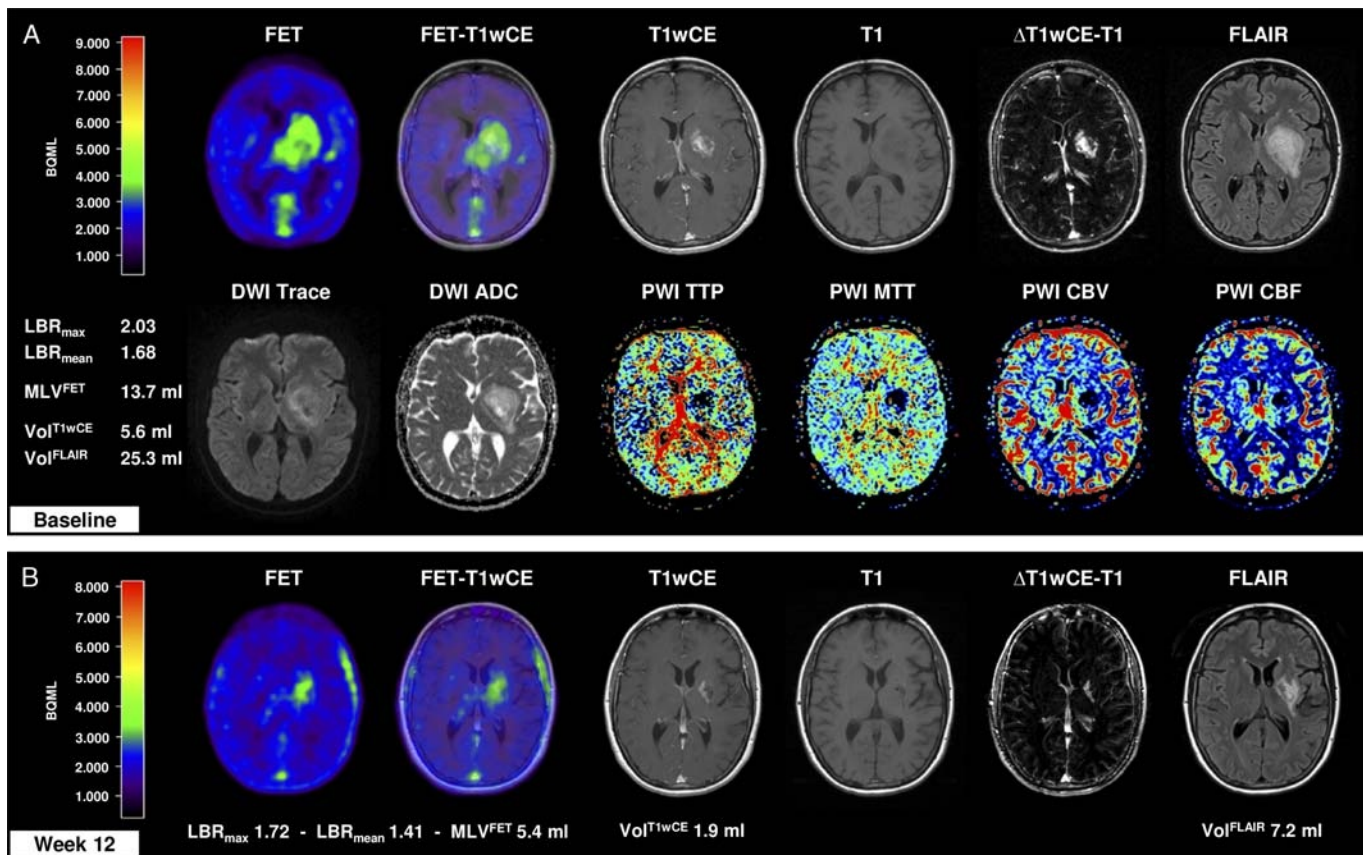 A
FET
FET-T1wCE
T1wCE
T1
ΔT1wCE-T1
FLAIR
9.000
8.000
7.000
6.000
5.000
4.000
3.000
2.000
1.000
BQML
DWI Trace
DWI ADC
PWI TTP
PWI MTT
PWI CBV
PWI CBF
LBRmax 2.03
LBRmean 1.68
MLVFET 13.7 ml
VolT1wCE 5.6 ml
VolFLAIR 25.3 ml
Baseline
B
FET
FET-T1wCE
T1wCE
T1
ΔT1wCE-T1
FLAIR
8.000
7.000
6.000
5.000
4.000
3.000
2.000
1.000
BQML
LBRmax 1.72 - LBRmean 1.41 - MLVFET 5.4 ml
VolT1wCE 1.9 ml
VolFLAIR 7.2 ml
Week 12